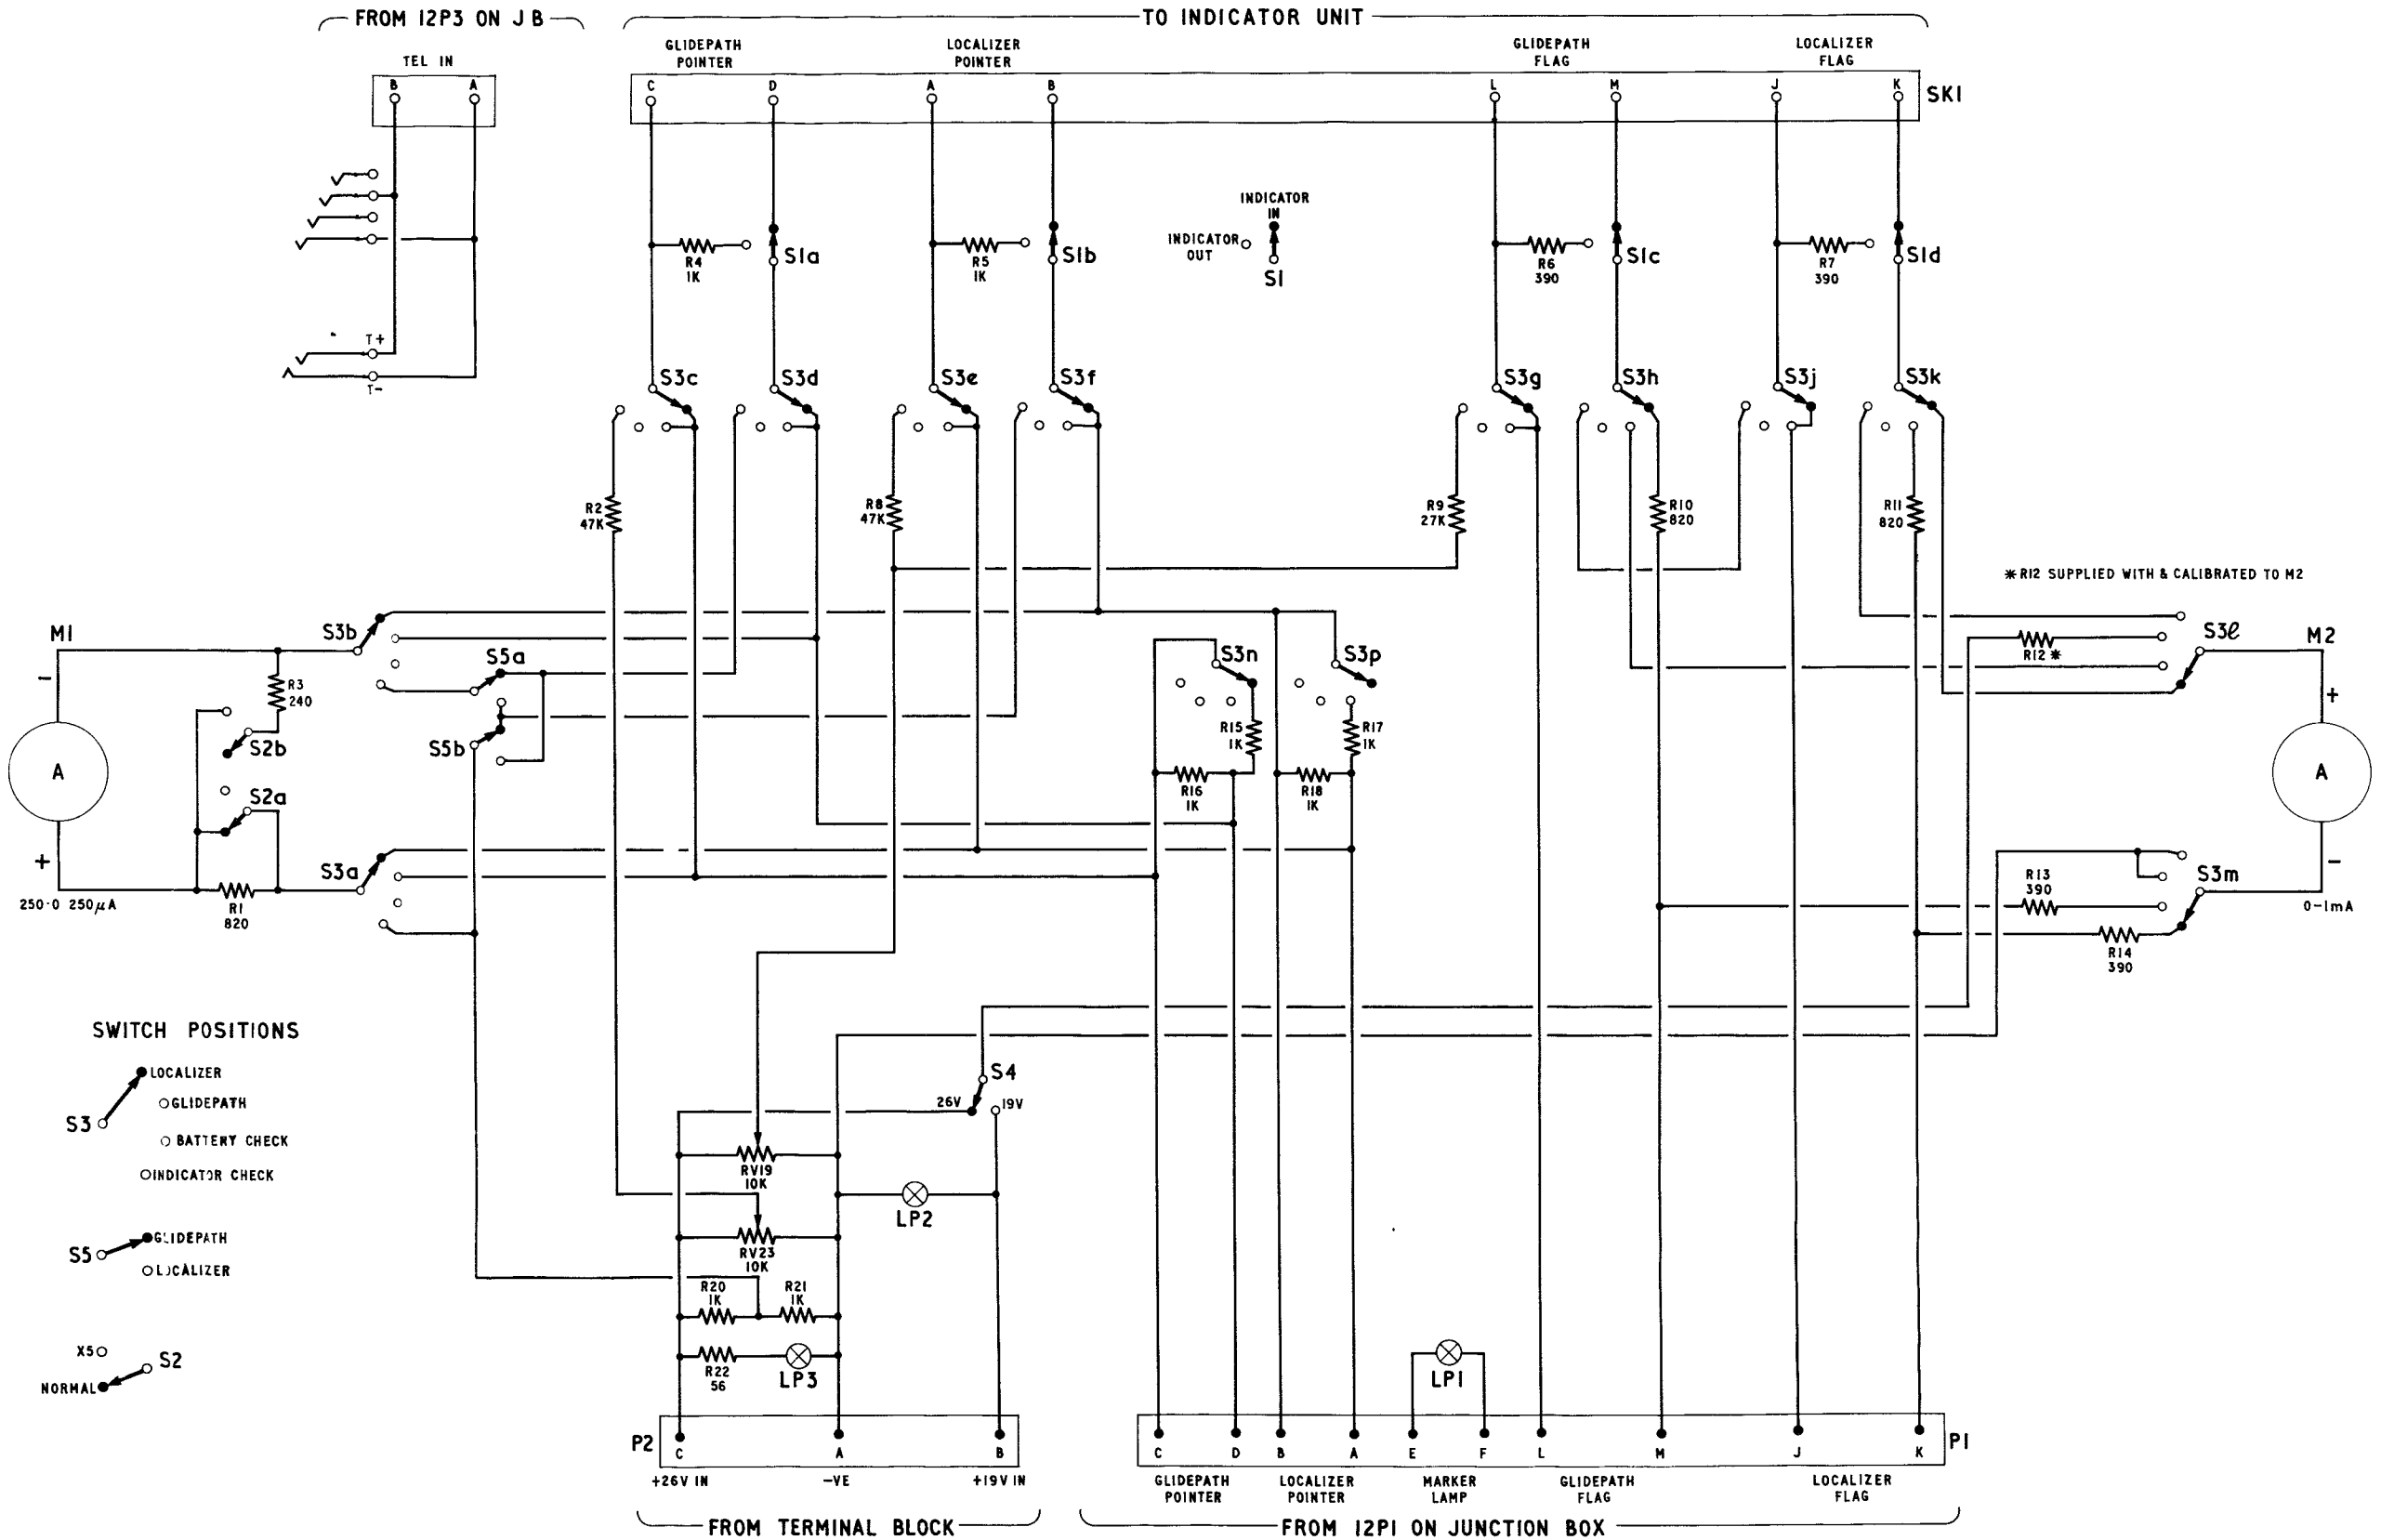 FROM 12P3 ON J B
TO INDICATOR UNIT
TEL IN
B A
GLIDEPATH POINTER
LOCALIZER POINTER
GLIDEPATH FLAG
LOCALIZER FLAG
C D A B L M J K
SK1
INDICATOR IN
INDICATOR OUT
S1
R4 1K
S1a
R5 1K
S1b
R6 390
S1c
R7 390
S1d
T+
T-
S3c S3d S3e S3f S3g S3h S3j S3k
R2 47K
R8 47K
R9 27K
R10 820
R11 820
✱R12 SUPPLIED WITH & CALIBRATED TO M2
M1
S3b
S5a
S3n
S3p
R12 ✱
S3ℓ
M2
-
R3 240
+
S2b
S5b
R15 1K
R17 1K
A
A
S2a
R16 1K
R18 1K
+
S3a
-
250-0 250µA
R1 820
R13 390
S3m
0-1mA
R14 390
SWITCH POSITIONS
LOCALIZER
GLIDEPATH
S3
BATTERY CHECK
INDICATOR CHECK
S4
26V
19V
RV19 10K
LP2
RV23 10K
S5
GLIDEPATH
LOCALIZER
R20 1K
R21 1K
X5
S2
NORMAL
R22 56
LP3
LP1
P2
C A B
+26V IN
-VE
+19V IN
C D B A E F L M J K
P1
GLIDEPATH POINTER
LOCALIZER POINTER
MARKER LAMP
GLIDEPATH FLAG
LOCALIZER FLAG
FROM TERMINAL BLOCK
FROM 12P1 ON JUNCTION BOX